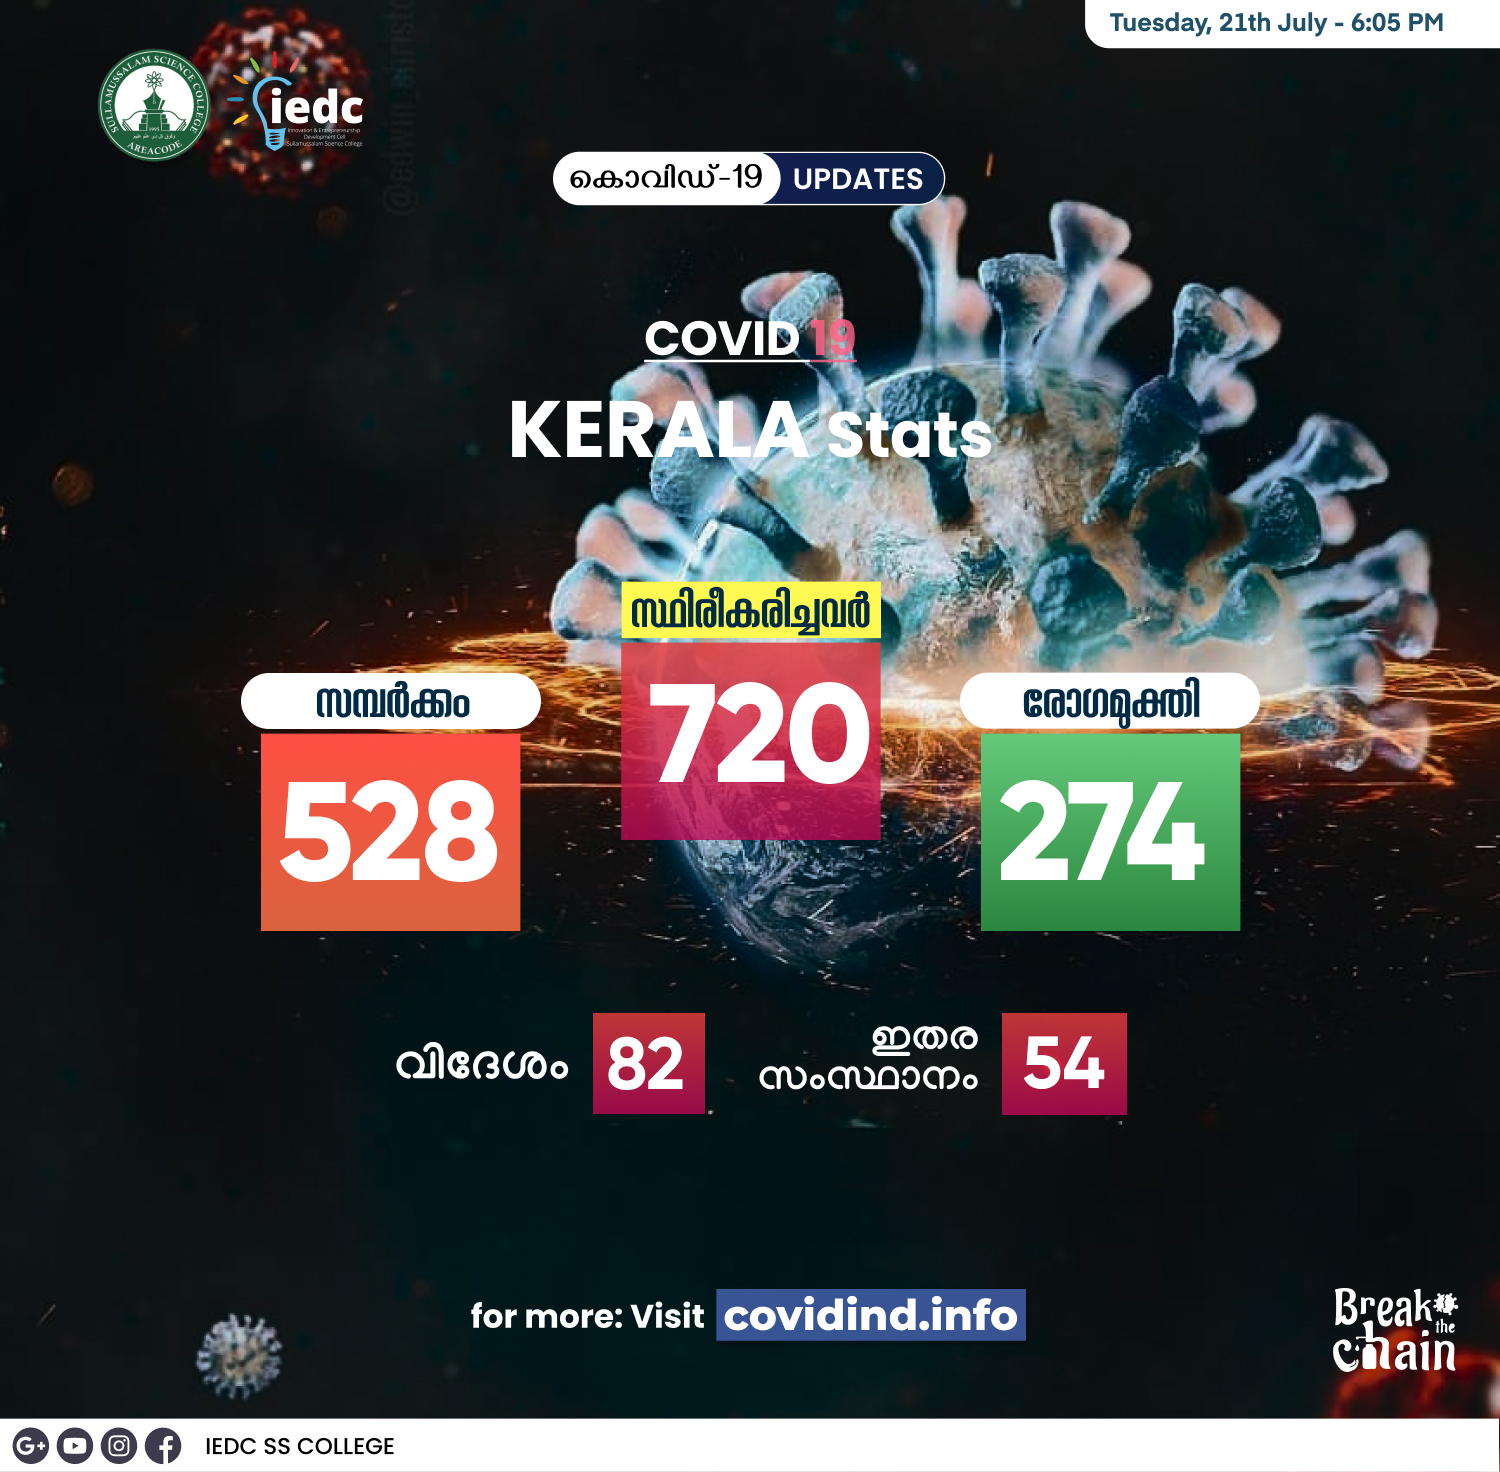 Tuesday, 21th July - 6:05 PM
SULLAMUSSALAM SCIENCE COLLEGE
1995
AREACODE
iedc
Innovation & Entrepreneurship
Development Cell
Sullamussalam Science College
കൊവിഡ്-19 UPDATES
COVID 19
KERALA Stats
സ്ഥിരീകരിച്ചവർ
720
സമ്പർക്കം
528
രോഗമുക്തി
274
വിദേശം 82
ഇതര
സംസ്ഥാനം 54
for more: Visit covidind.info
Break
the
chain
G+
f
IEDC SS COLLEGE